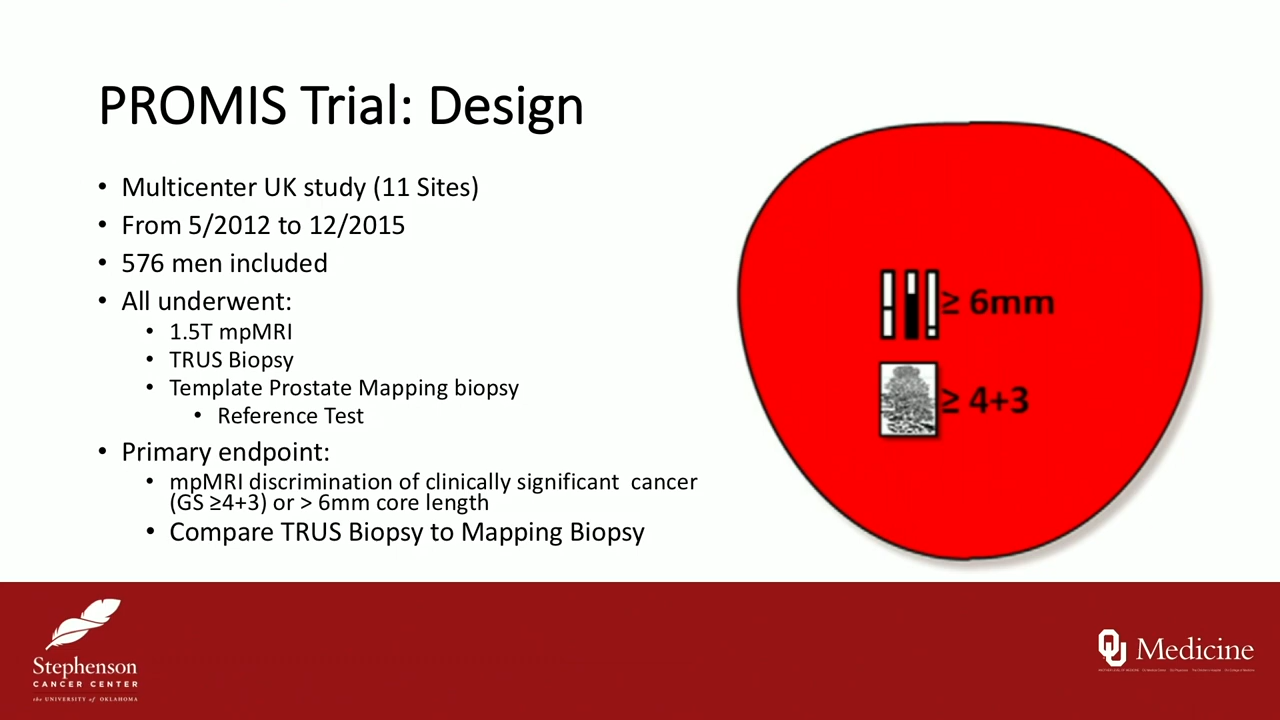 PROMIS Trial: Design
• Multicenter UK study (11 Sites)
• From 5/2012 to 12/2015
• 576 men included
• All underwent:
• 1.5T mpMRI
• TRUS Biopsy
• Template Prostate Mapping biopsy
• Reference Test
• Primary endpoint:
• mpMRI discrimination of clinically significant cancer
(GS ≥4+3) or > 6mm core length
• Compare TRUS Biopsy to Mapping Biopsy
≥ 6mm
≥ 4+3
Stephenson
CANCER CENTER
the UNIVERSITY of OKLAHOMA
OU Medicine